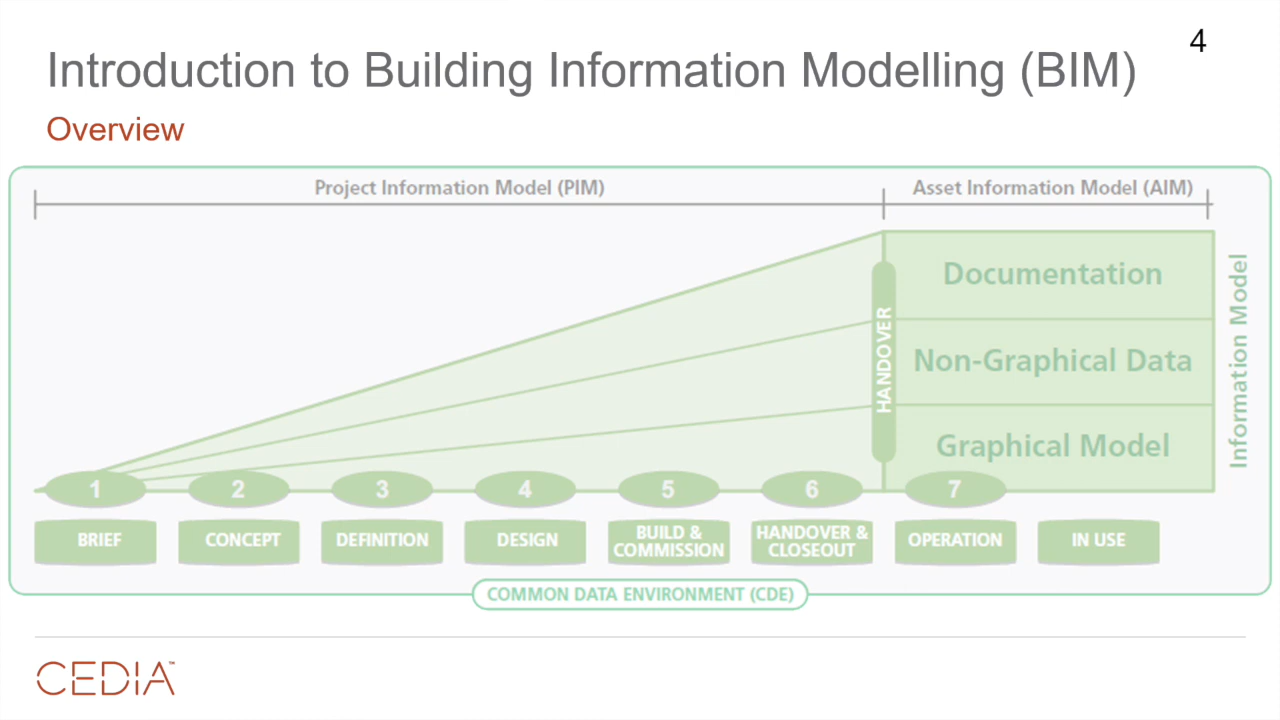 4
Introduction to Building Information Modelling (BIM)
Overview
Project Information Model (PIM)
Asset Information Model (AIM)
Documentation
Non-Graphical Data
Graphical Model
HANDOVER
Information Model
1
2
3
4
5
6
7
BRIEF
CONCEPT
DEFINITION
DESIGN
BUILD &
COMMISSION
HANDOVER &
CLOSEOUT
OPERATION
IN USE
COMMON DATA ENVIRONMENT (CDE)
CEDIA™